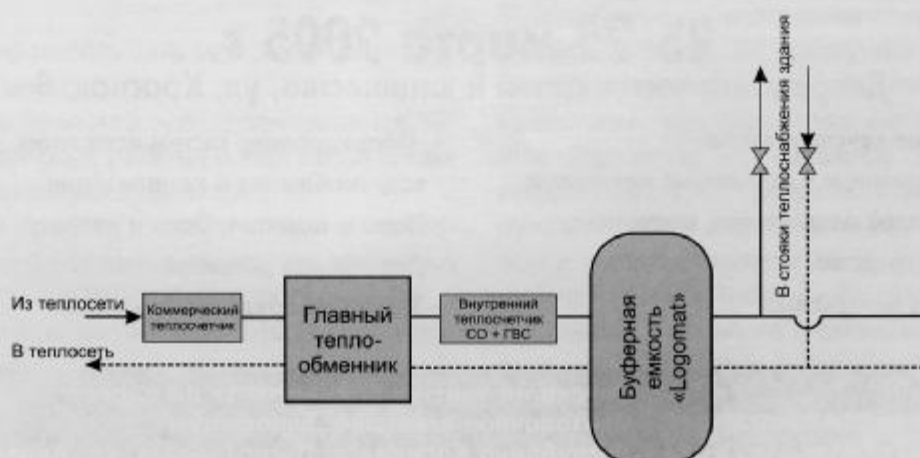 В стояки теплоснабжения здания
Из теплосети
Коммерческий
теплосчетчик
Главный
тепло-
обменник
Внутренний
теплосчетчик
СО + ГВС
Буферная
емкость
«Logomat»
В теплосеть